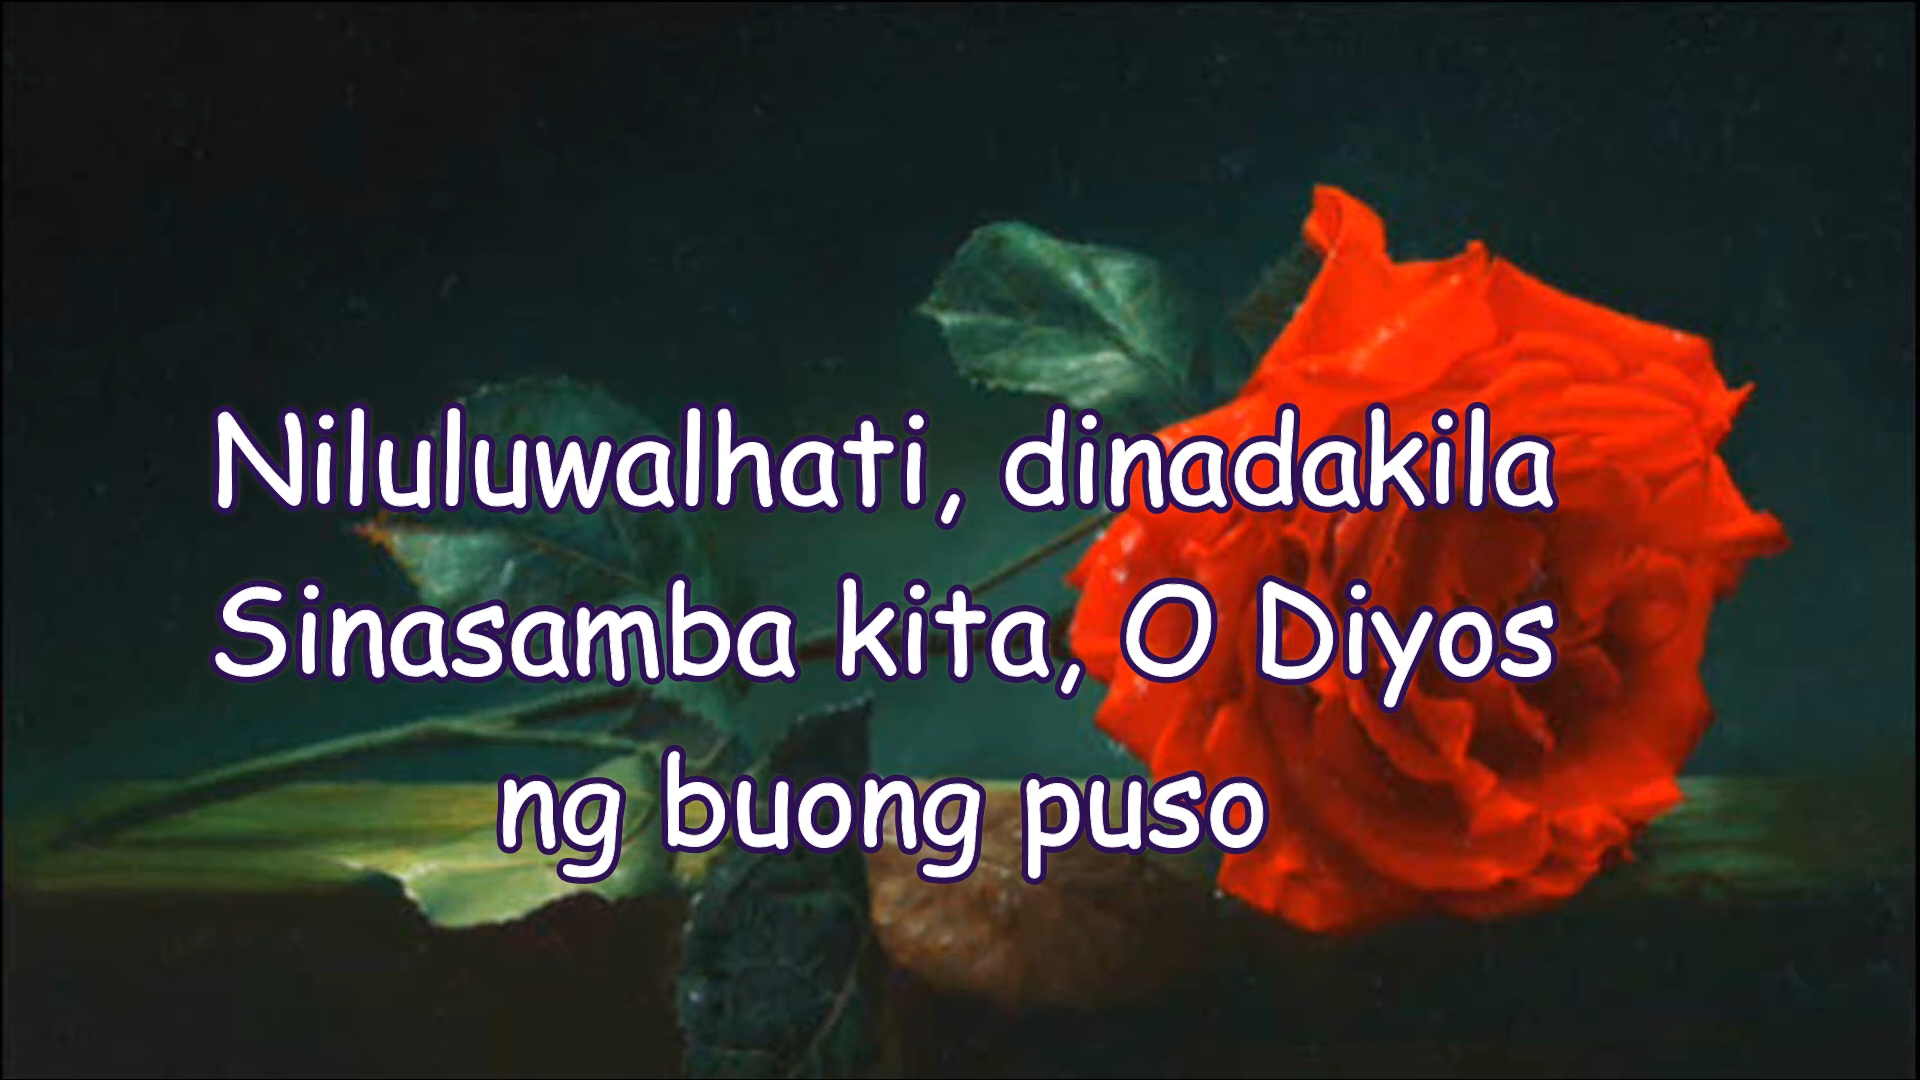 Niluluwalhati, dinadakila
Sinasamba kita, O Diyos
ng buong puso